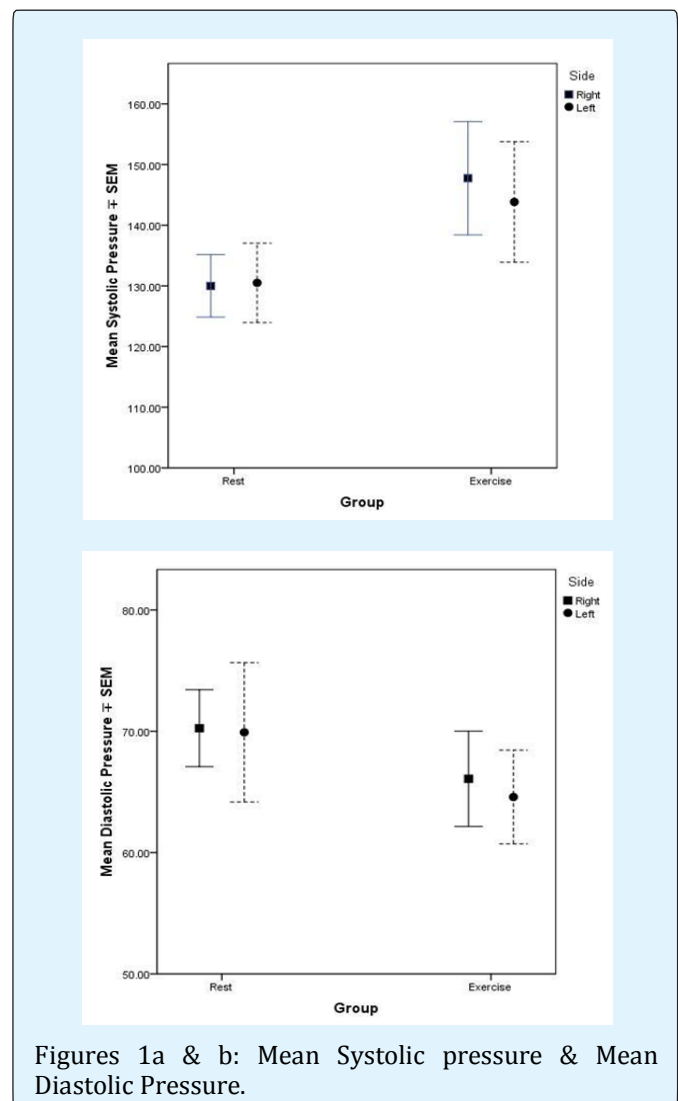 Side
Right
Left
Mean Systolic Pressure ∓ SEM
160.00
150.00
140.00
130.00
120.00
110.00
100.00
Rest
Exercise
Group
Side
Right
Left
Mean Diastolic Pressure ∓ SEM
80.00
70.00
60.00
50.00
Rest
Exercise
Group
Figures 1a & b: Mean Systolic pressure & Mean
Diastolic Pressure.